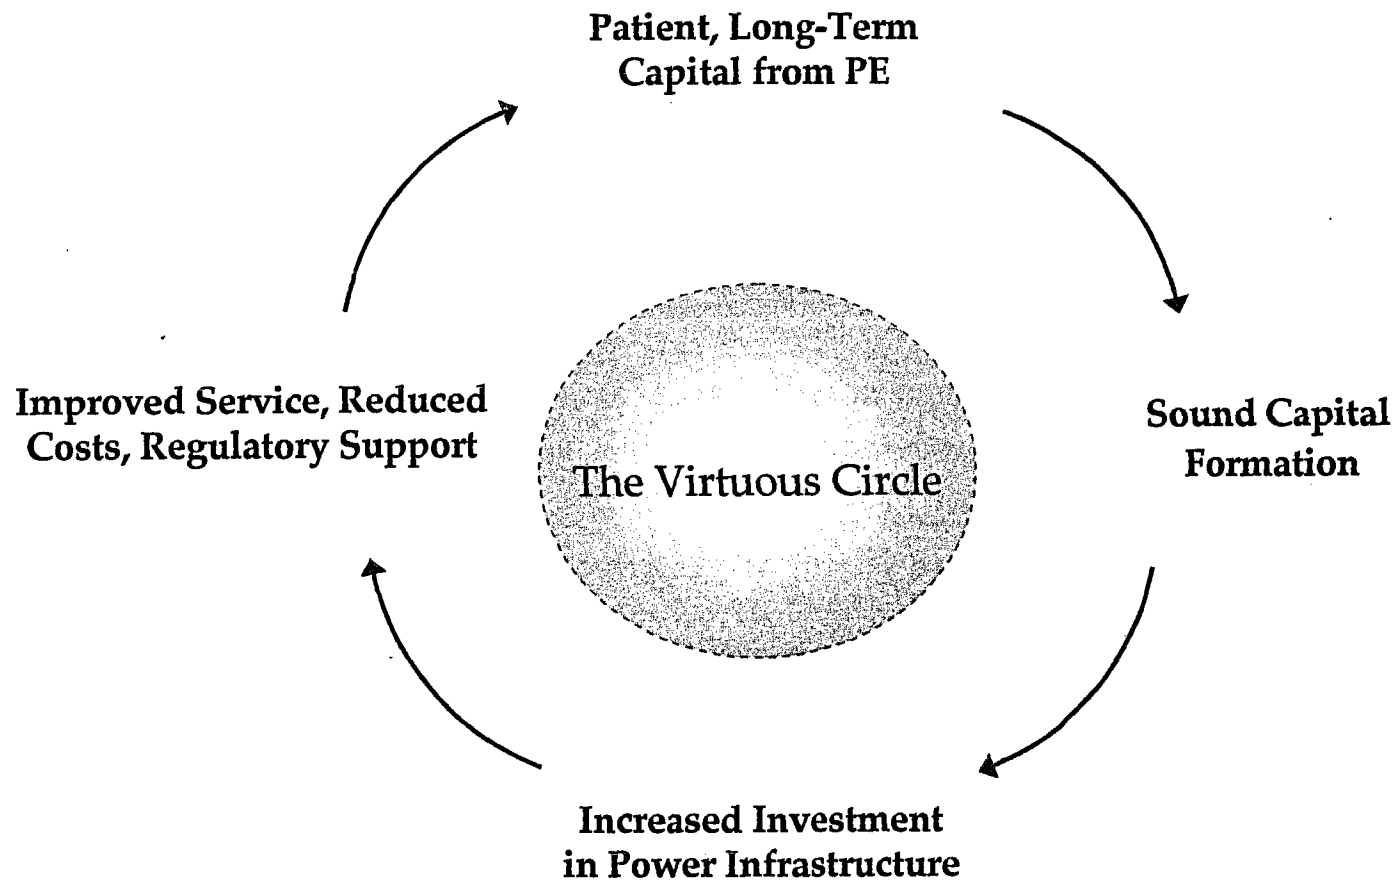 Patient, Long-Term
Capital from PE
Improved Service, Reduced
Costs, Regulatory Support
The Virtuous Circle
Sound Capital
Formation
Increased Investment
in Power Infrastructure